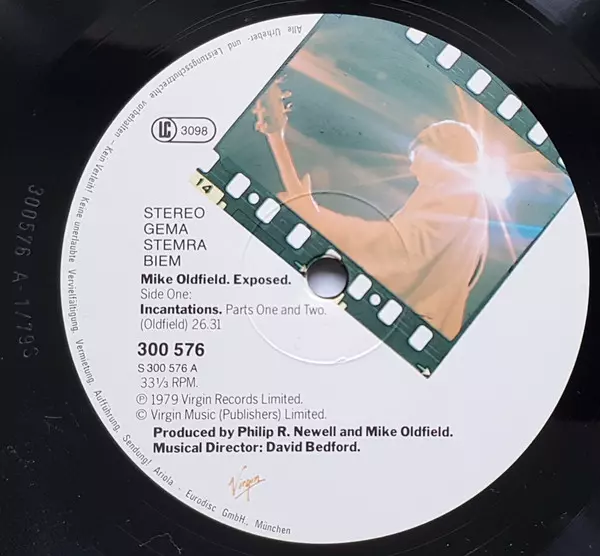 Alle Urheber- und Leistungsschutzrechte vorbehalten - Kein Verleih! Keine unerlaubte Vervielfältigung, Vermietung, Aufführung, Sendung! Ariola - Eurodisc GmbH., München
LC 3098
14
STEREO
GEMA
STEMRA
BIEM
Mike Oldfield. Exposed.
Side One:
Incantations. Parts One and Two.
(Oldfield) 26.31
300 576
S 300 576 A
33⅓ RPM.
℗ 1979 Virgin Records Limited.
© Virgin Music (Publishers) Limited.
Produced by Philip R. Newell and Mike Oldfield.
Musical Director: David Bedford.
Virgin
300576 A-1/79